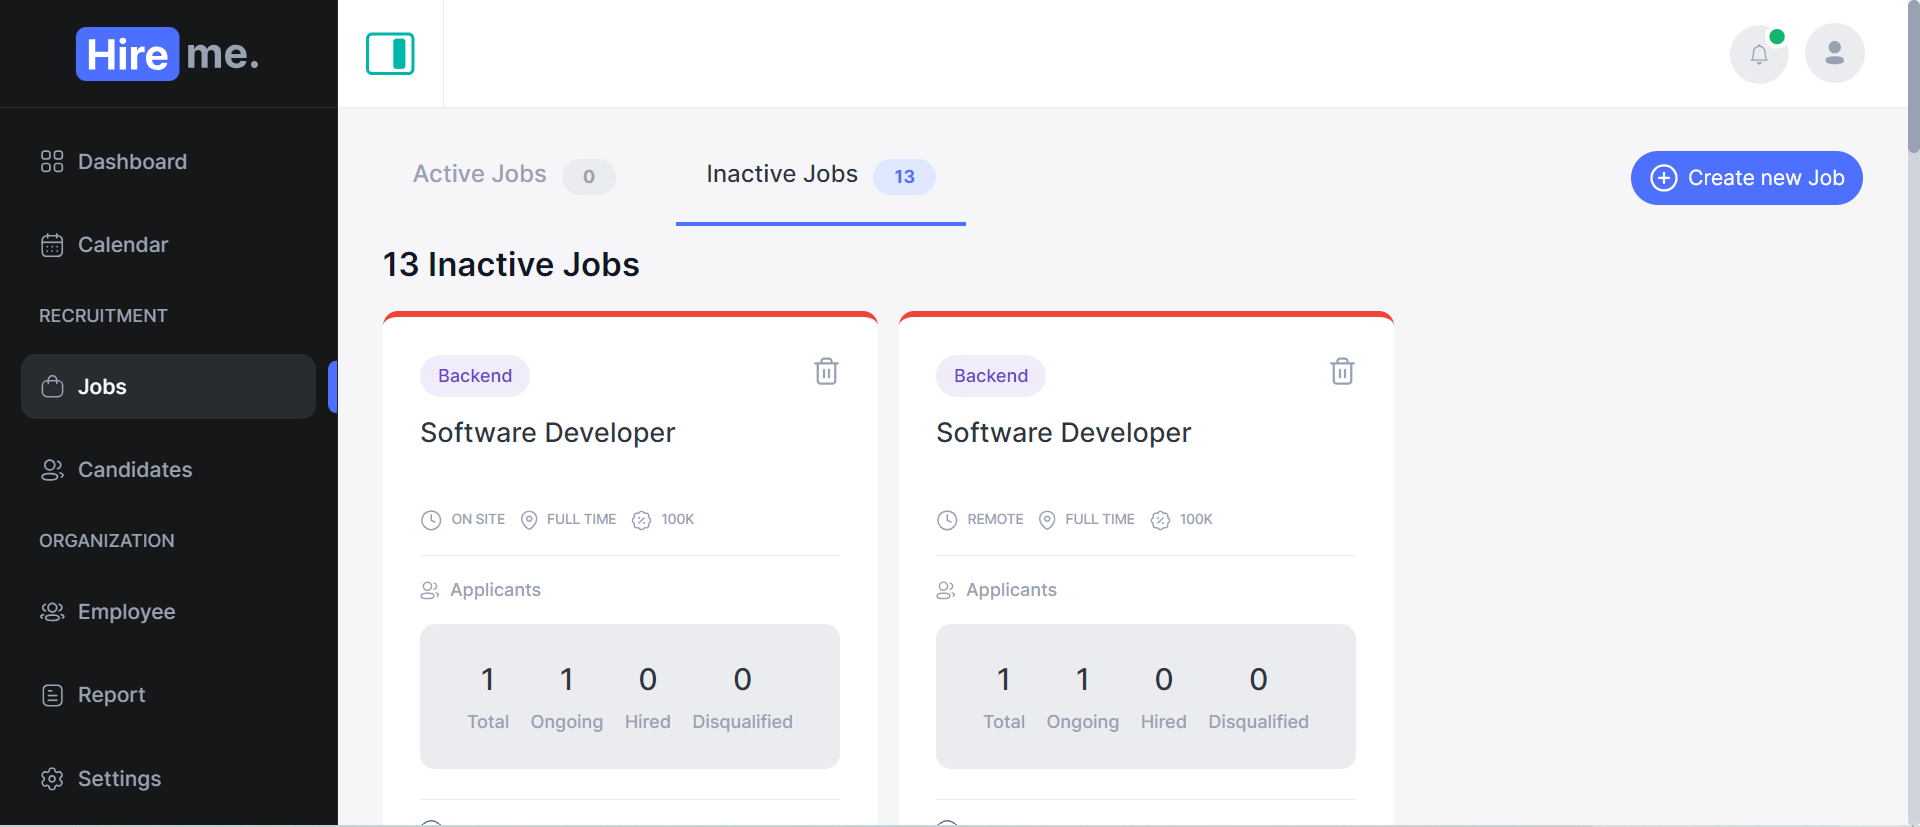 Hire me.
Dashboard
Calendar
RECRUITMENT
Jobs
Candidates
ORGANIZATION
Employee
Report
Settings
Active Jobs 0
Inactive Jobs 13
Create new Job
13 Inactive Jobs
Backend
Software Developer
ON SITE FULL TIME 100K
Applicants
1 1 0 0
Total Ongoing Hired Disqualified
Backend
Software Developer
REMOTE FULL TIME 100K
Applicants
1 1 0 0
Total Ongoing Hired Disqualified